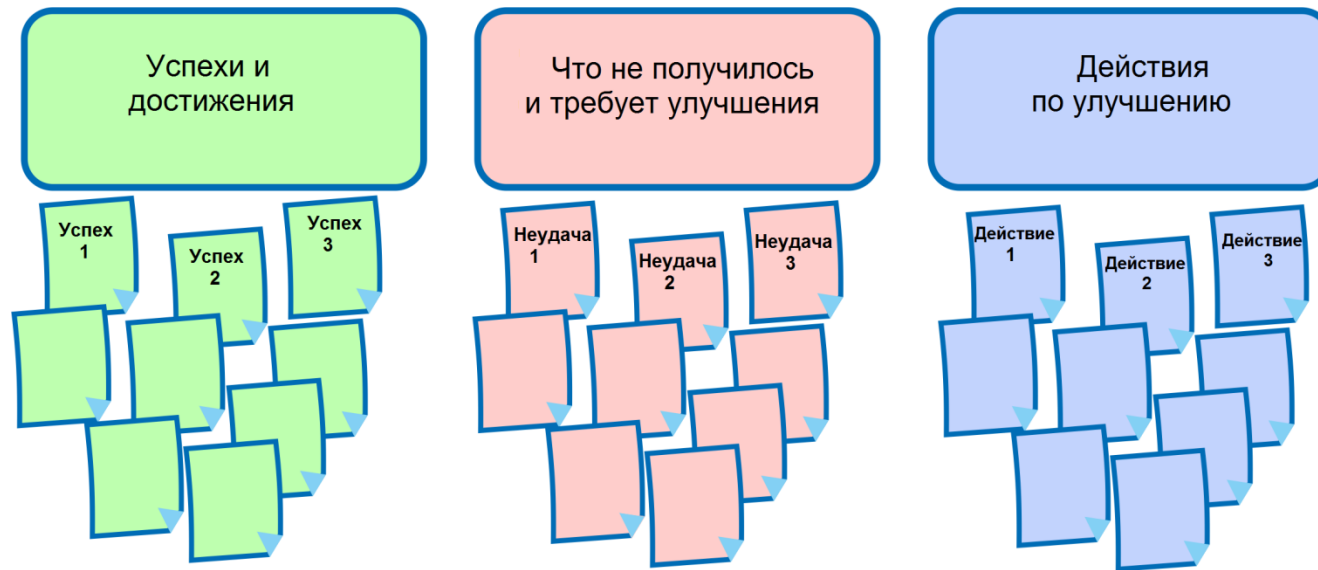 Успехи и
достижения
Что не получилось
и требует улучшения
Действия
по улучшению
Успех
1
Успех
2
Успех
3
Неудача
1
Неудача
2
Неудача
3
Действие
1
Действие
2
Действие
3